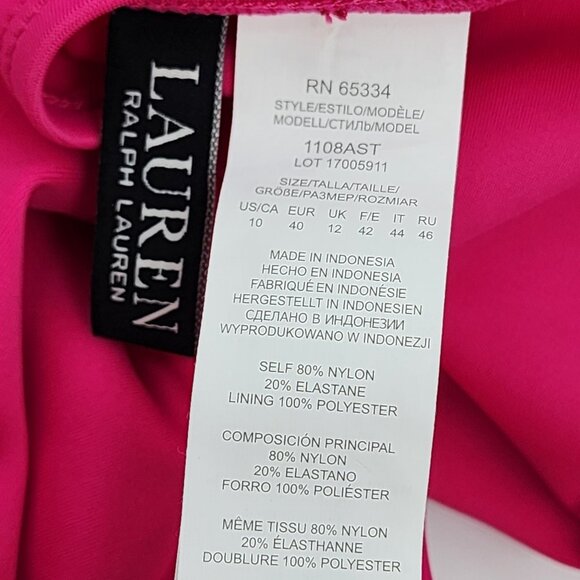 LAUREN
RALPH LAUREN
RN 65334
STYLE/ESTILO/MODÈLE/
MODELL/СТИЛЬ/MODEL
1108AST
LOT 17005911
SIZE/TALLA/TAILLE/
GRÖßE/РАЗМЕР/ROZMIAR
US/CA EUR UK F/E IT RU
10 40 12 42 44 46
MADE IN INDONESIA
HECHO EN INDONESIA
FABRIQUÉ EN INDONÉSIE
HERGESTELLT IN INDONESIEN
СДЕЛАНО В ИНДОНЕЗИИ
WYPRODUKOWANO W INDONEZJI
SELF 80% NYLON
20% ELASTANE
LINING 100% POLYESTER
COMPOSICIÓN PRINCIPAL
80% NYLON
20% ELASTANO
FORRO 100% POLIÉSTER
MÊME TISSU 80% NYLON
20% ÉLASTHANNE
DOUBLURE 100% POLYESTER